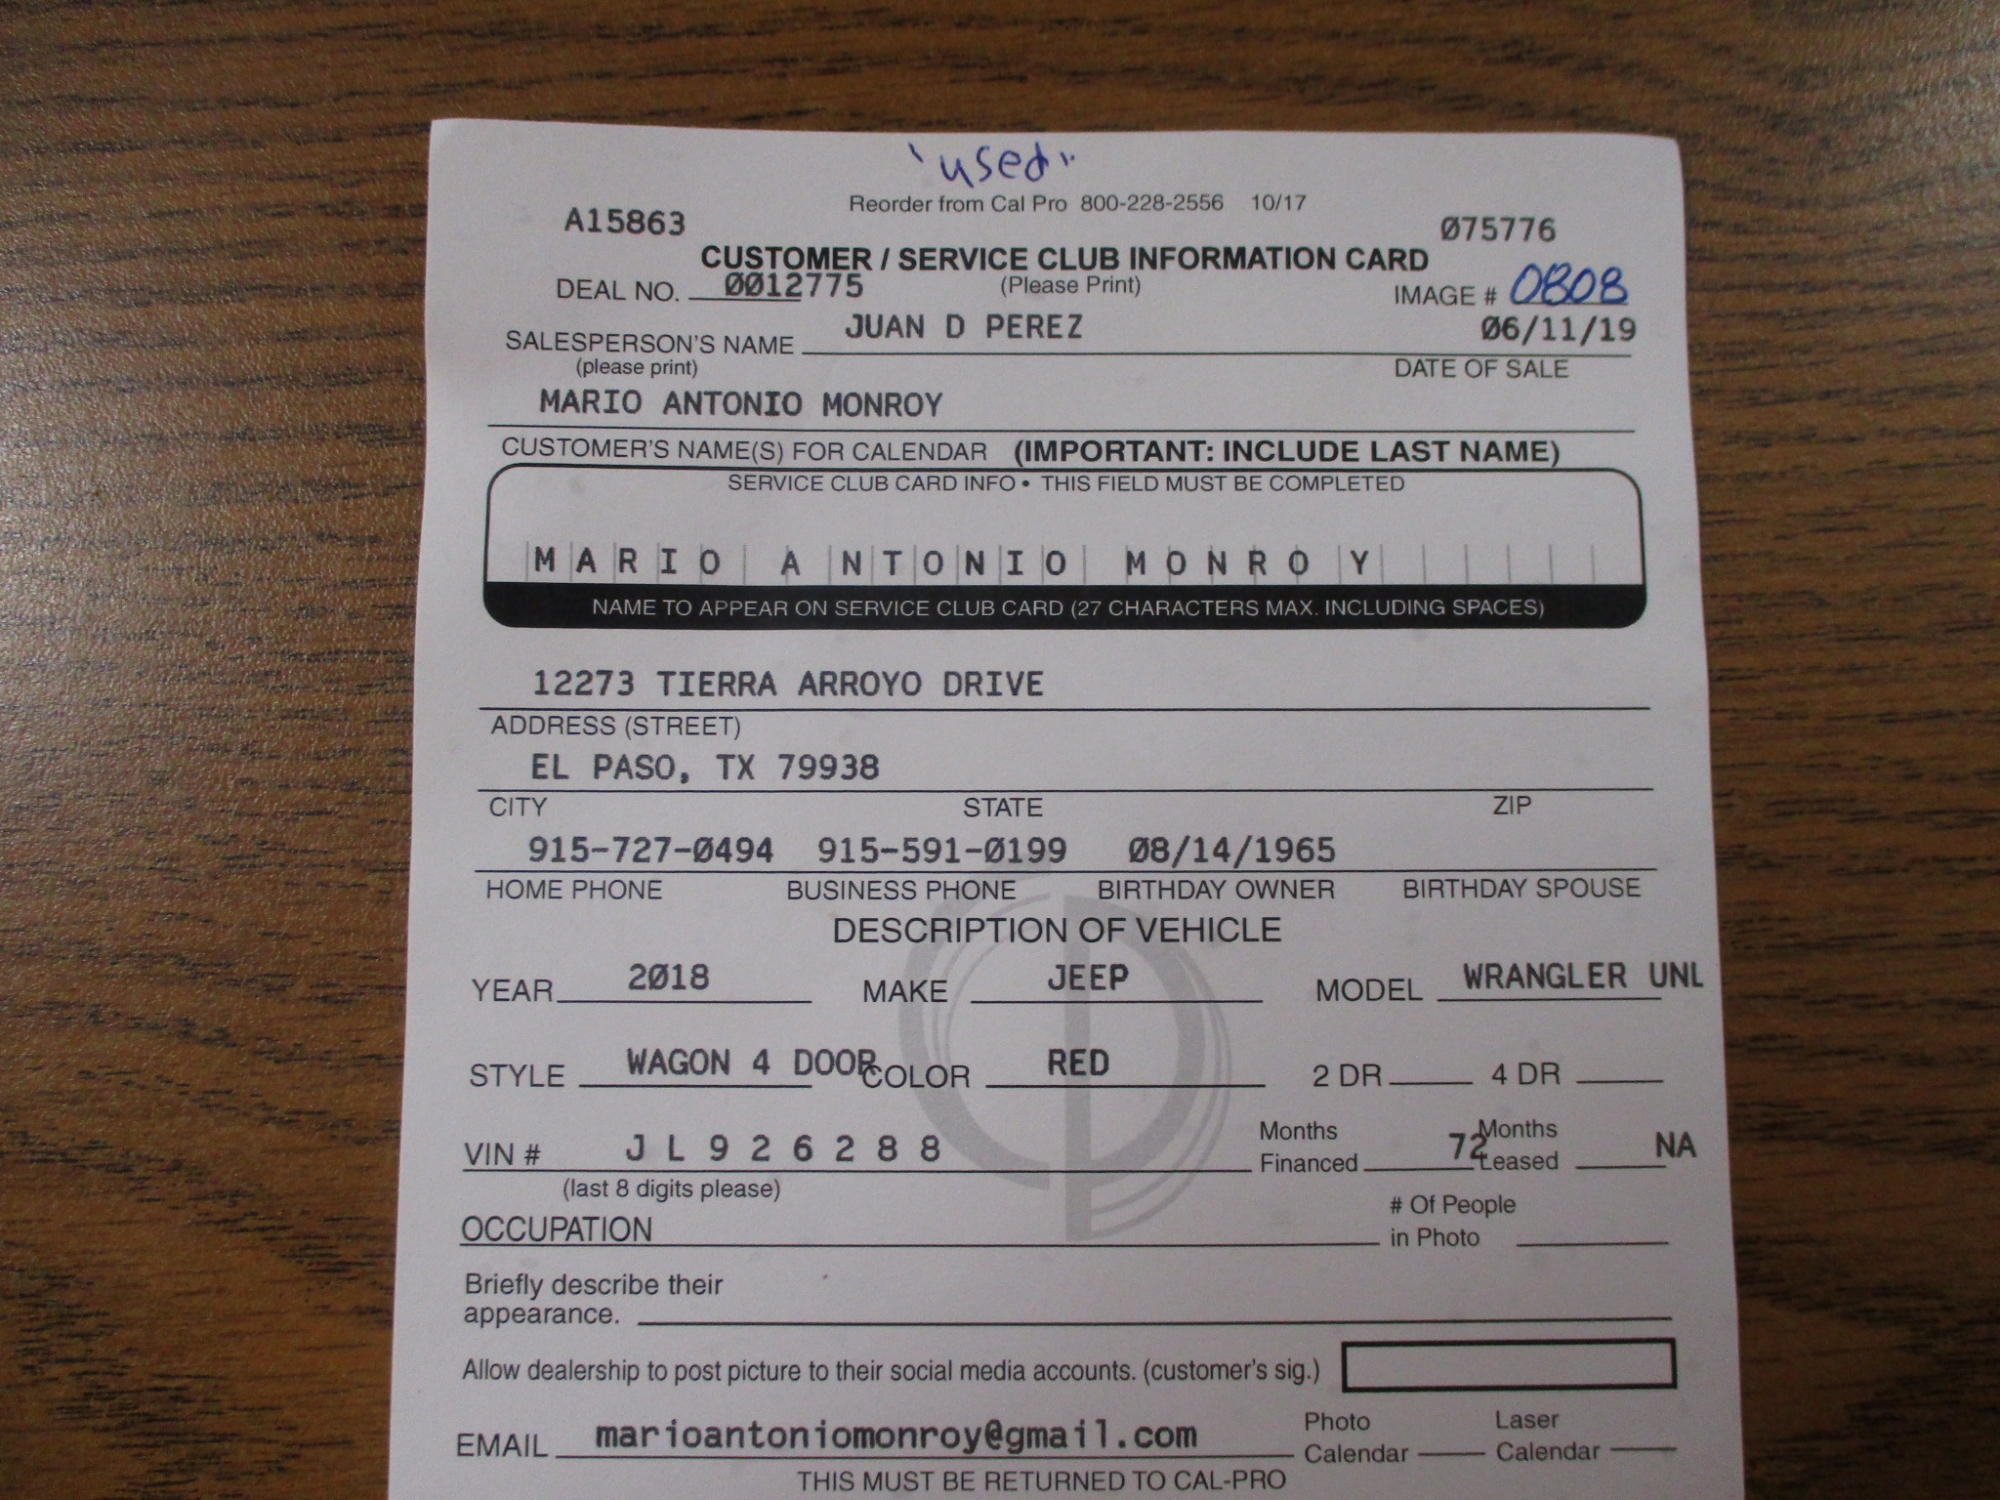 "used"
Reorder from Cal Pro 800-228-2556 10/17
A15863 Ø75776
CUSTOMER / SERVICE CLUB INFORMATION CARD
DEAL NO. ØØ12775 (Please Print) IMAGE # 0808
SALESPERSON'S NAME JUAN D PEREZ Ø6/11/19
(please print) DATE OF SALE
MARIO ANTONIO MONROY
CUSTOMER'S NAME(S) FOR CALENDAR (IMPORTANT: INCLUDE LAST NAME)
SERVICE CLUB CARD INFO • THIS FIELD MUST BE COMPLETED
MARIO ANTONIO MONROY
NAME TO APPEAR ON SERVICE CLUB CARD (27 CHARACTERS MAX. INCLUDING SPACES)
12273 TIERRA ARROYO DRIVE
ADDRESS (STREET)
EL PASO, TX 79938
CITY STATE ZIP
915-727-Ø494 915-591-Ø199 Ø8/14/1965
HOME PHONE BUSINESS PHONE BIRTHDAY OWNER BIRTHDAY SPOUSE
DESCRIPTION OF VEHICLE
YEAR 2Ø18 MAKE JEEP MODEL WRANGLER UNL
STYLE WAGON 4 DOOR COLOR RED 2 DR 4 DR
VIN # JL926288 Months Financed 72 Months Leased NA
(last 8 digits please)
OCCUPATION # Of People in Photo
Briefly describe their
appearance.
Allow dealership to post picture to their social media accounts. (customer's sig.)
EMAIL marioantoniomonroy@gmail.com Photo Calendar Laser Calendar
THIS MUST BE RETURNED TO CAL-PRO